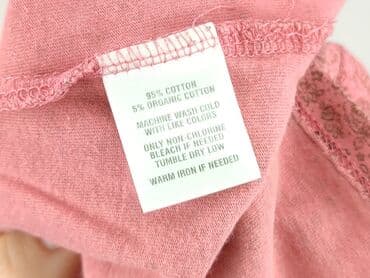 95% COTTON
5% ORGANIC COTTON
MACHINE WASH COLD
WITH LIKE COLORS
ONLY NON-CHLORINE
BLEACH IF NEEDED
TUMBLE DRY LOW
WARM IRON IF NEEDED